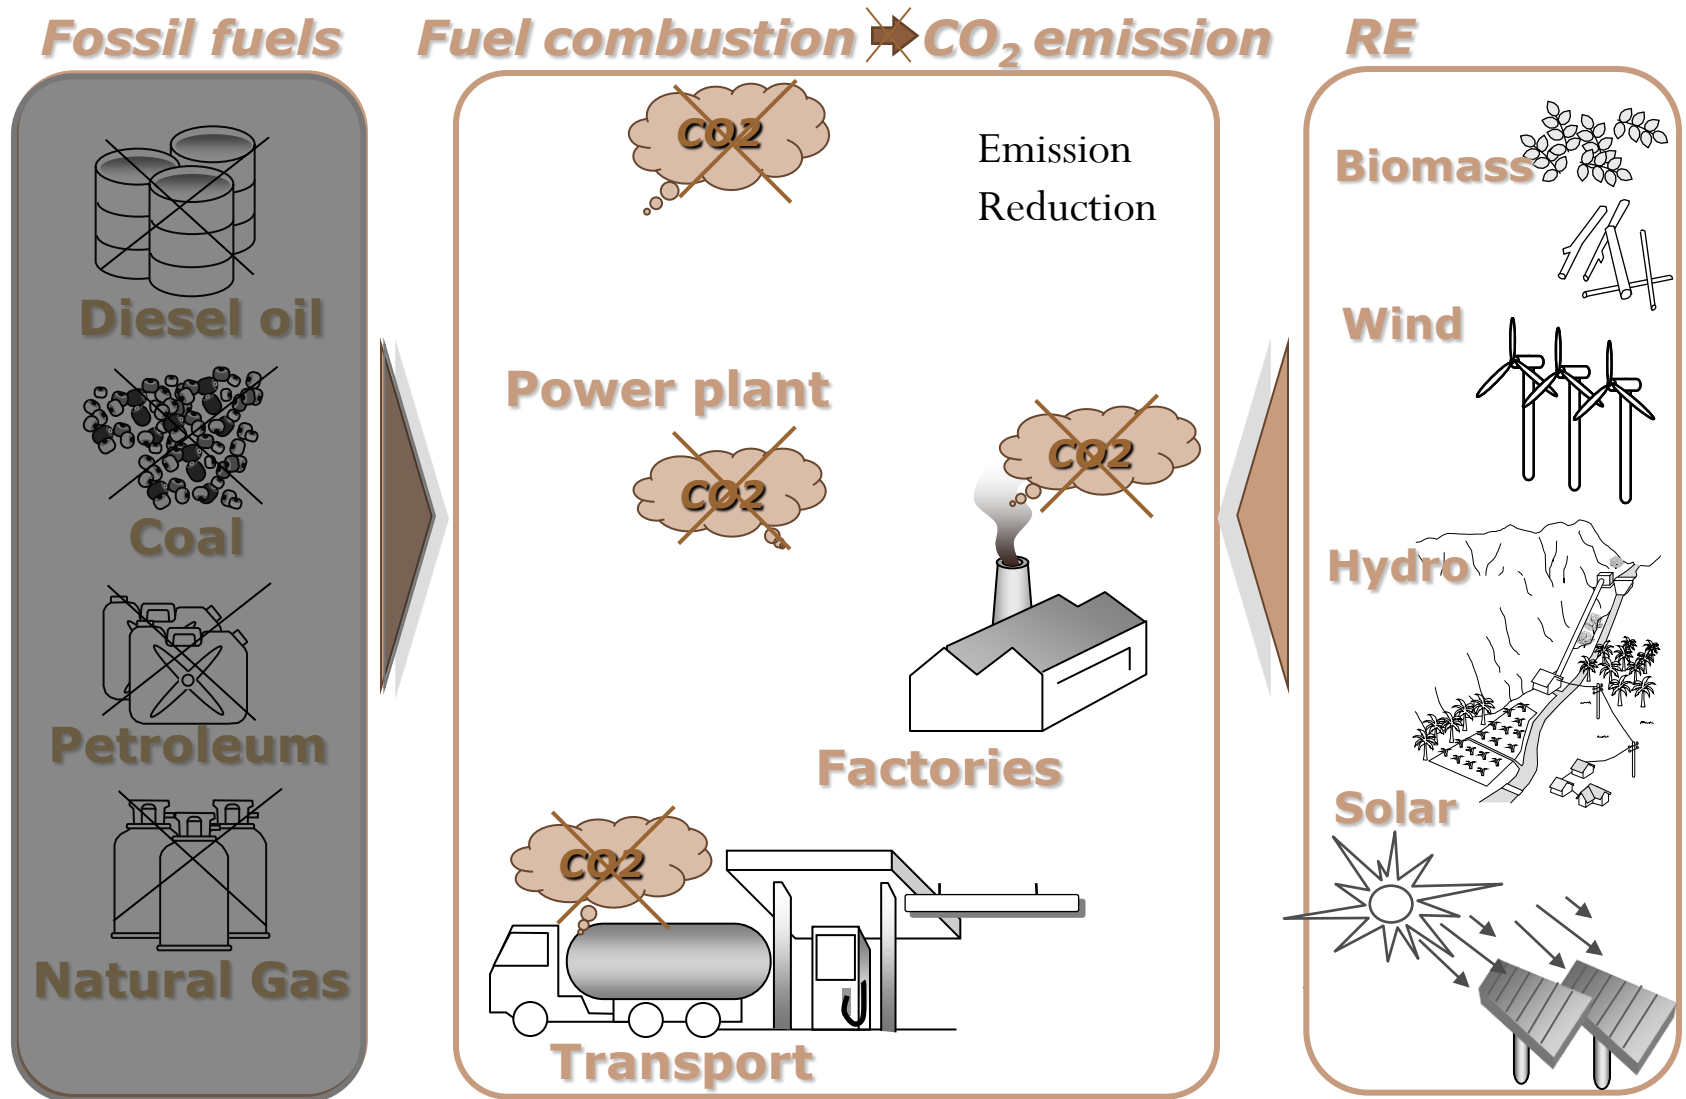 Fossil fuels
Fuel combustion CO₂ emission
RE
Diesel oil
Coal
Petroleum
Natural Gas
CO2
Emission
Reduction
Power plant
CO2
CO2
Factories
CO2
Transport
Biomass
Wind
Hydro
Solar